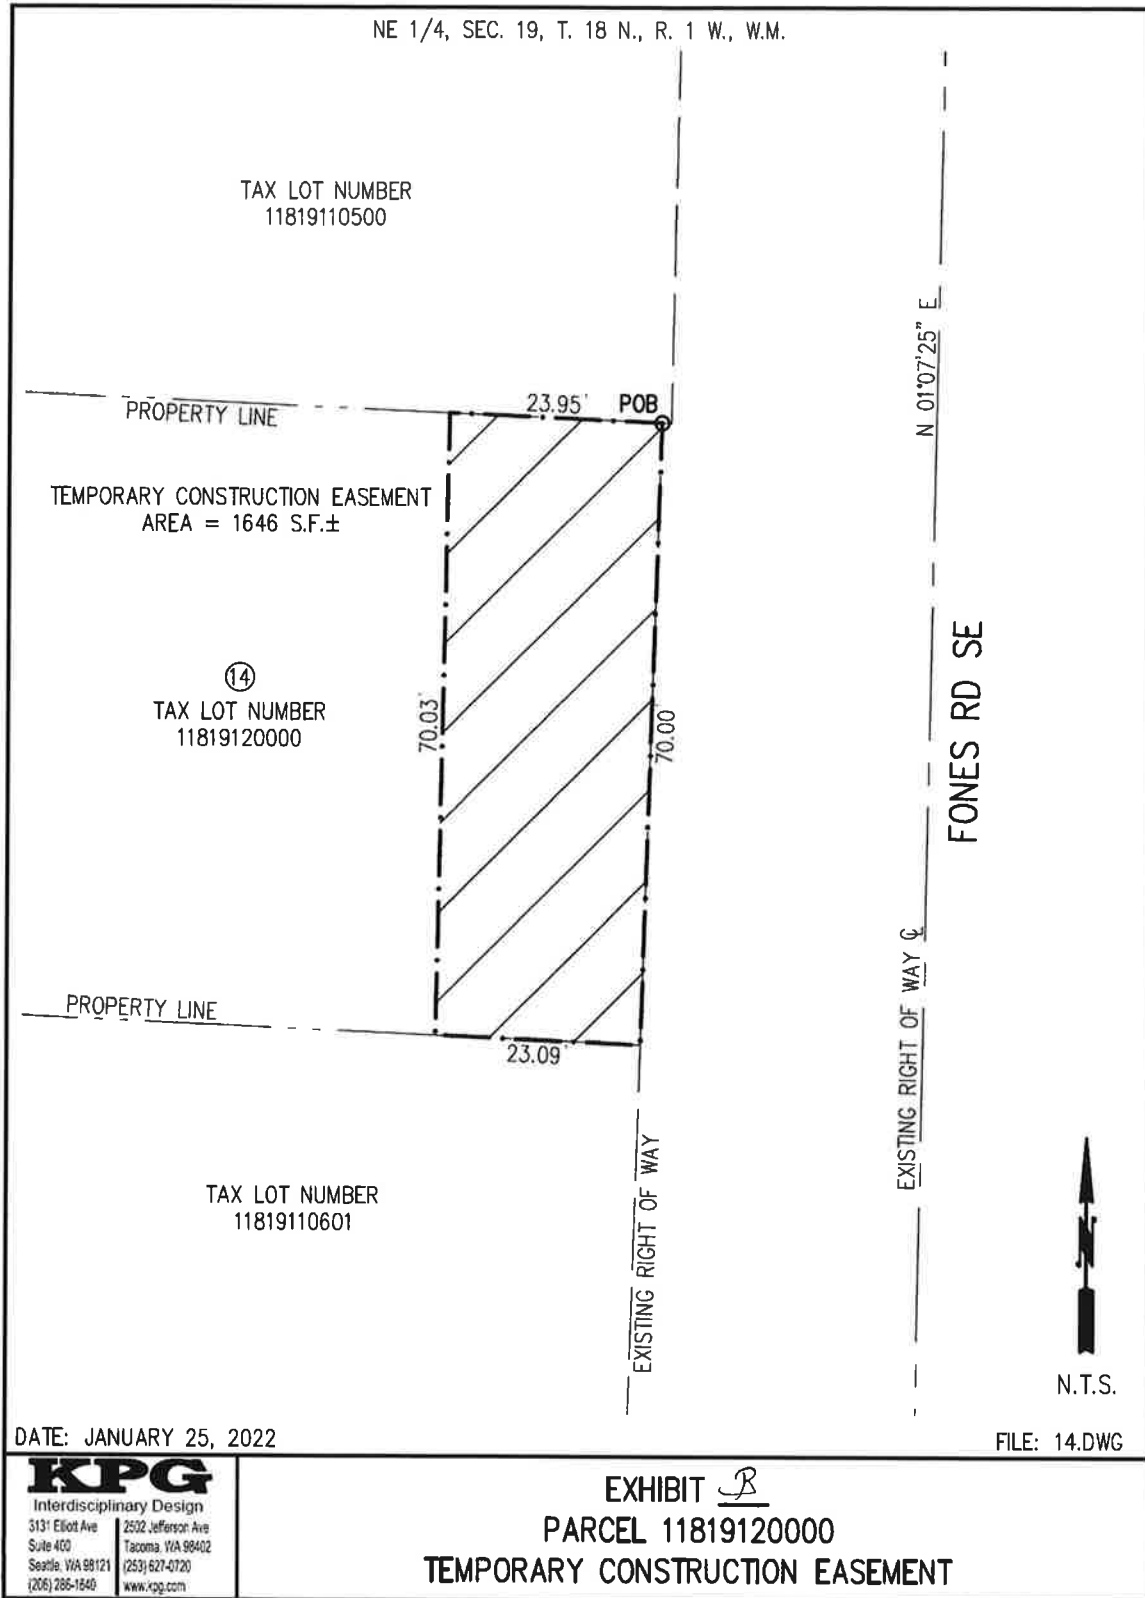 NE 1/4, SEC. 19, T. 18 N., R. 1 W., W.M.
TAX LOT NUMBER
11819110500
N 01°07'25" E
PROPERTY LINE
23.95'
POB
TEMPORARY CONSTRUCTION EASEMENT
AREA = 1646 S.F.±
14
TAX LOT NUMBER
11819120000
70.03'
70.00'
FONES RD SE
PROPERTY LINE
23.09'
EXISTING RIGHT OF WAY ℄
EXISTING RIGHT OF WAY
TAX LOT NUMBER
11819110601
N
N.T.S.
DATE: JANUARY 25, 2022
FILE: 14.DWG
KPG
Interdisciplinary Design
3131 Elliott Ave
Suite 400
Seattle, WA 98121
(206) 286-1640
2502 Jefferson Ave
Tacoma, WA 98402
(253) 627-0720
www.kpg.com
EXHIBIT B
PARCEL 11819120000
TEMPORARY CONSTRUCTION EASEMENT